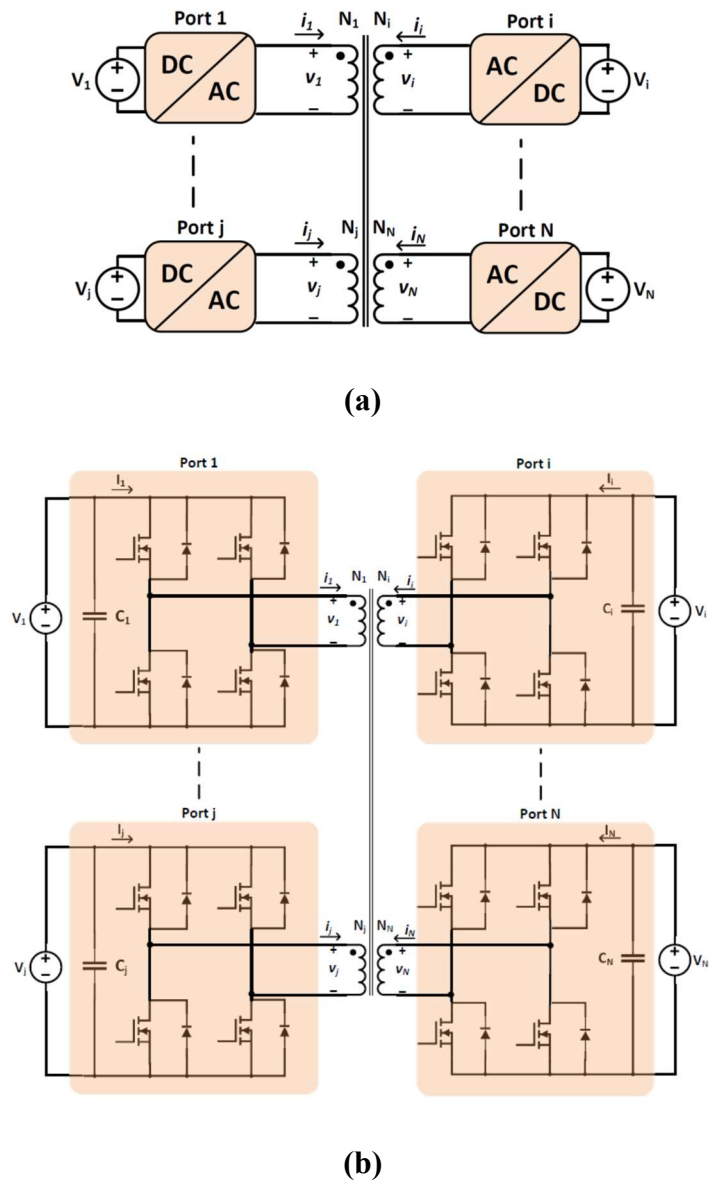 Port 1
Port i
i1 N1 Ni ii
V1 + − DC AC + v1 − + vi − AC DC + − Vi
Port j
Port N
ij Nj NN iN
Vj + − DC AC + vj − + vN − AC DC + − VN
(a)
Port 1
Port i
I1
Ii
i1 N1 Ni ii
V1 + − C1 + v1 − + vi − Ci + − Vi
Port j
Port N
Ij
IN
ij Nj NN iN
Vj + − Cj + vj − + vN − CN + − VN
(b)